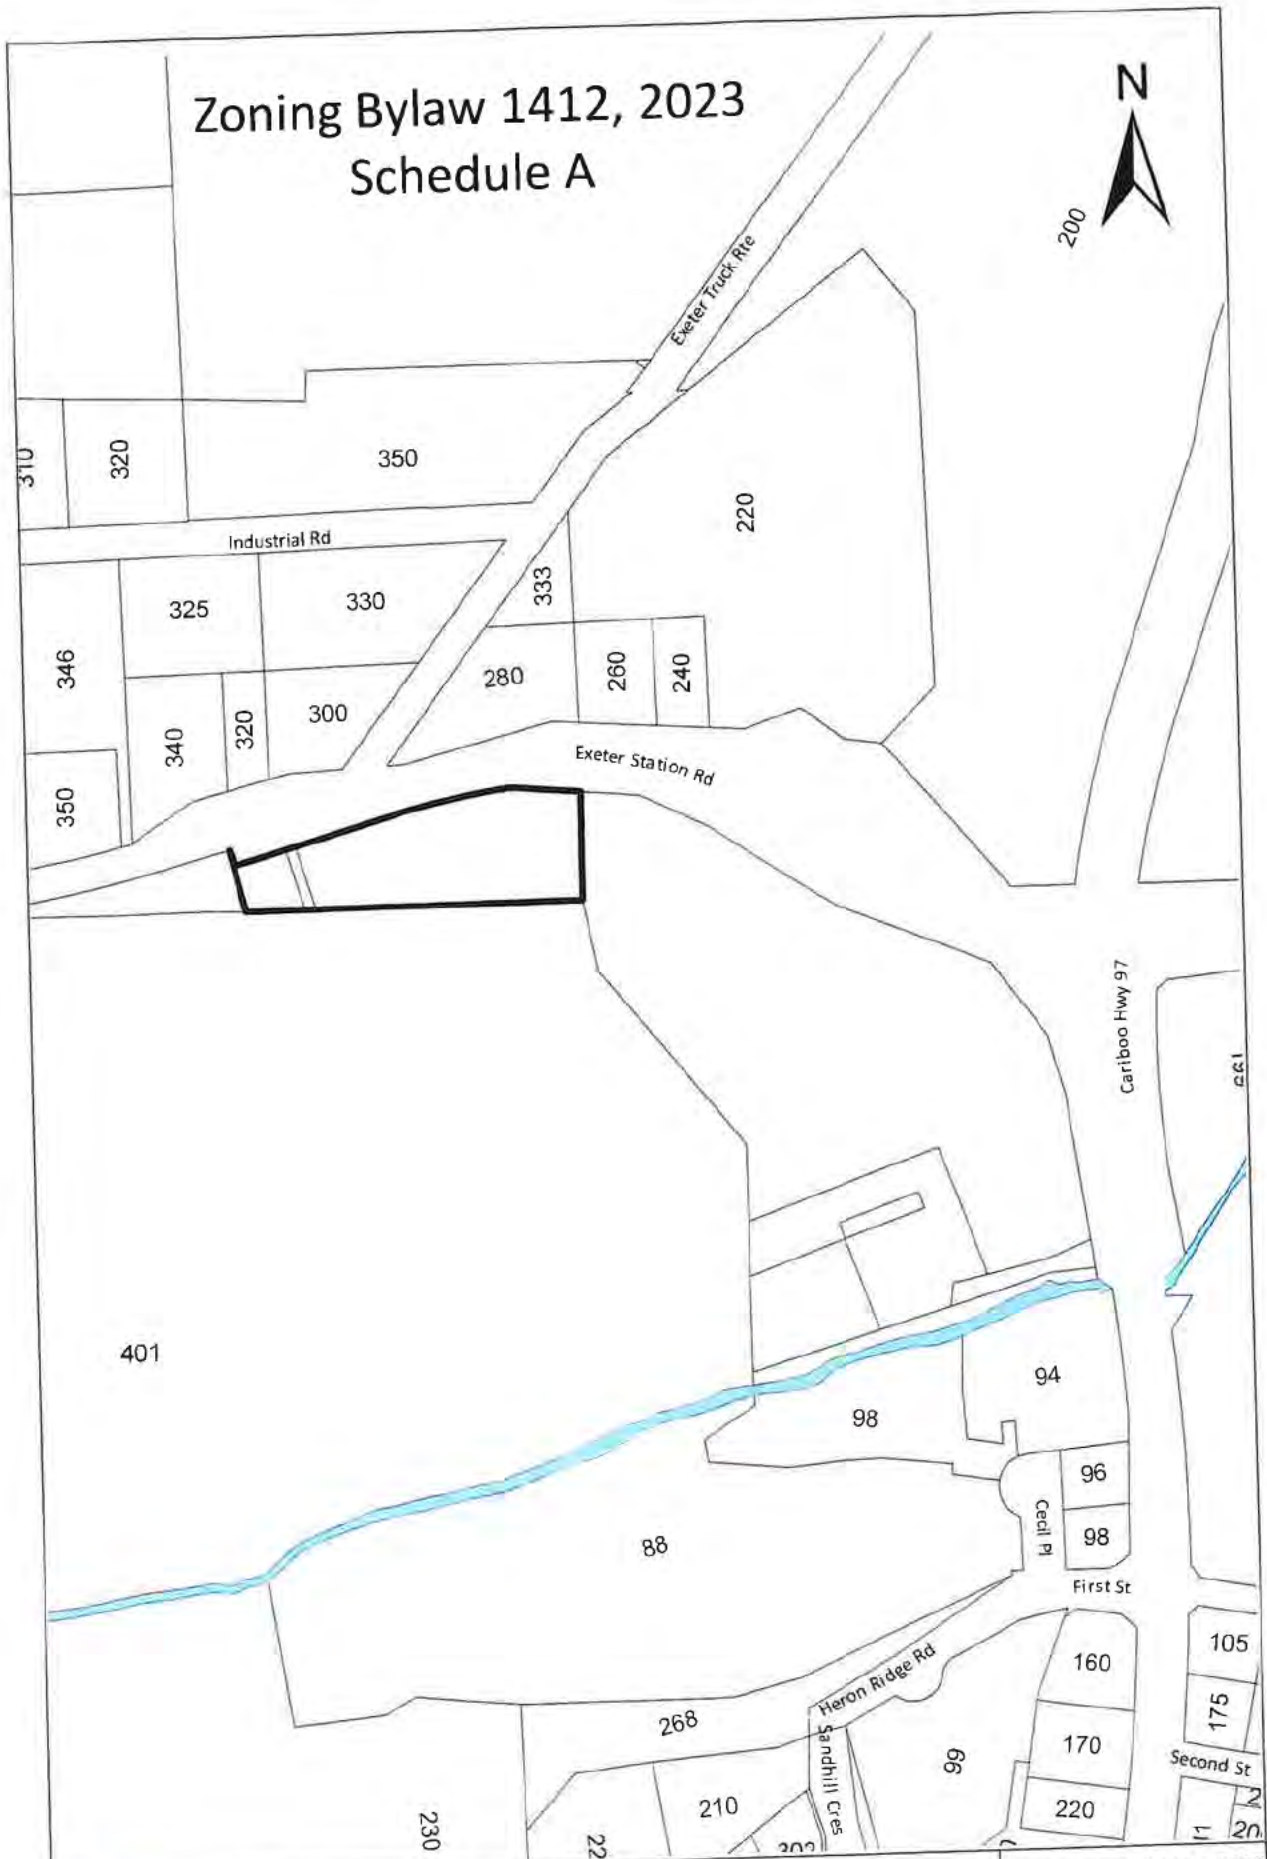 Zoning Bylaw 1412, 2023
Schedule A
N
200
Exeter Truck Rte
310
320
350
220
Industrial Rd
333
325
330
346
280
260
240
340
320
300
350
Exeter Station Rd
Cariboo Hwy 97
401
94
98
96
Cecil Pl
98
88
First St
105
160
Heron Ridge Rd
175
268
Sandhill Cres
99
170
Second St
210
220
230